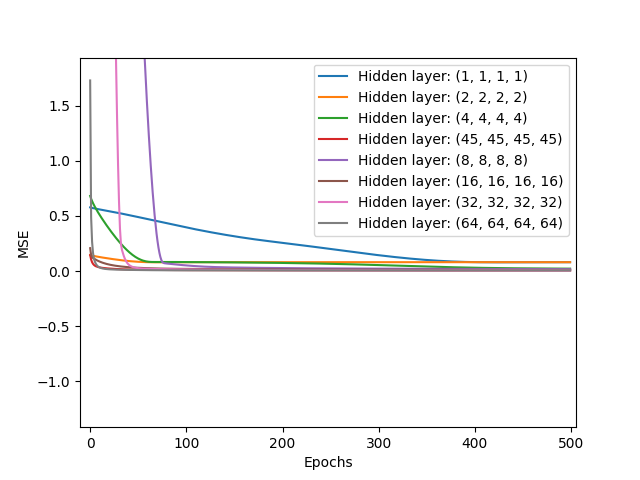 Hidden layer: (1, 1, 1, 1)
Hidden layer: (2, 2, 2, 2)
Hidden layer: (4, 4, 4, 4)
Hidden layer: (45, 45, 45, 45)
Hidden layer: (8, 8, 8, 8)
Hidden layer: (16, 16, 16, 16)
Hidden layer: (32, 32, 32, 32)
Hidden layer: (64, 64, 64, 64)
1.5
1.0
0.5
0.0
−0.5
−1.0
MSE
0 100 200 300 400 500
Epochs